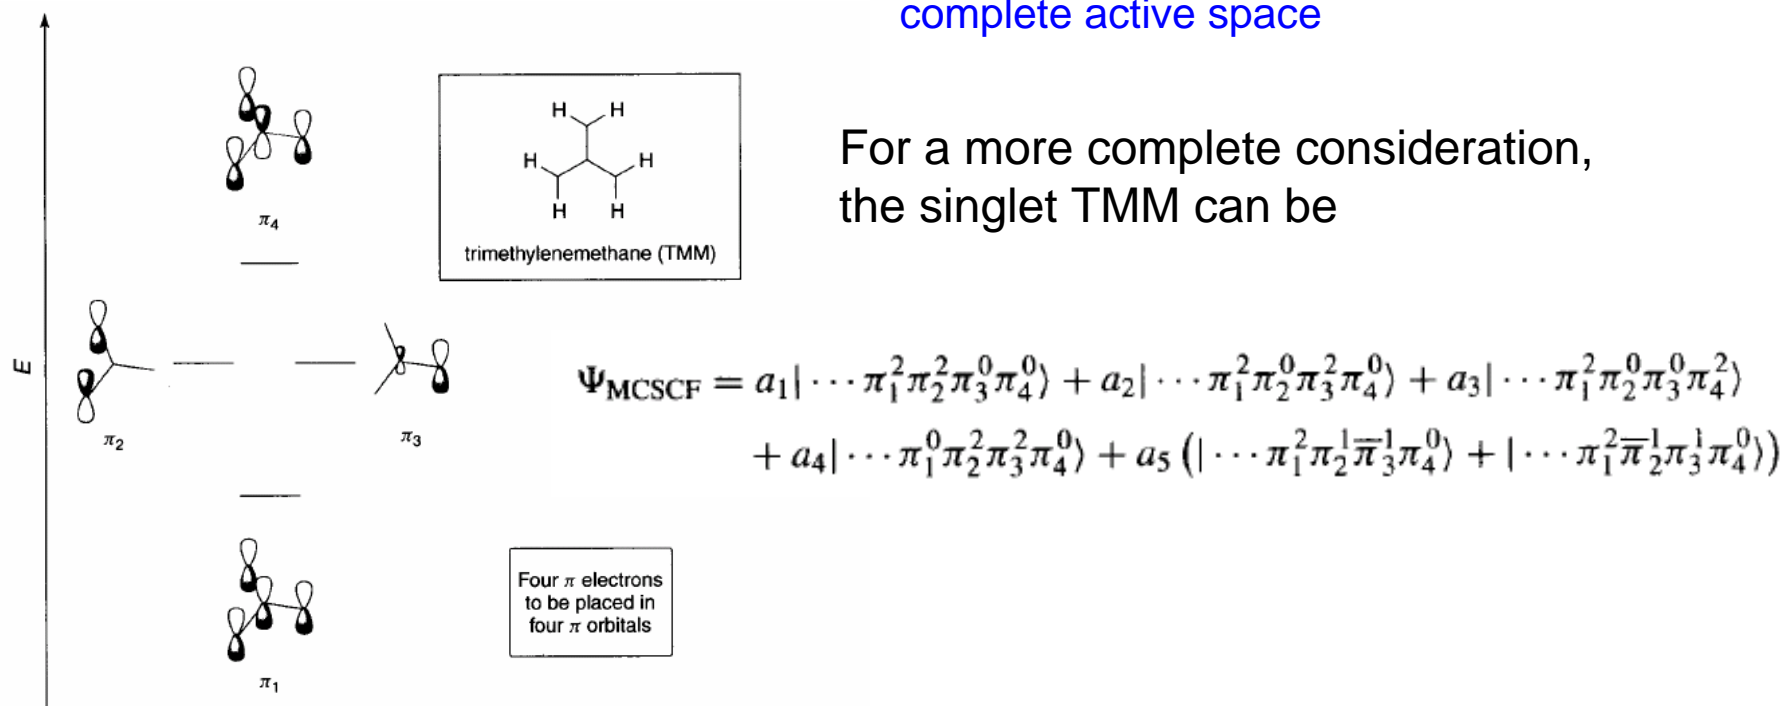 complete active space
H H
H H
H H
trimethylenemethane (TMM)
π₄
For a more complete consideration,
the singlet TMM can be
E
π₂
π₃
Ψ_MCSCF = a₁| ··· π₁²π₂²π₃⁰π₄⁰⟩ + a₂| ··· π₁²π₂⁰π₃²π₄⁰⟩ + a₃| ··· π₁²π₂⁰π₃⁰π₄²⟩
+ a₄| ··· π₁⁰π₂²π₃²π₄⁰⟩ + a₅ (| ··· π₁²π₂¹π̅₃¹π₄⁰⟩ + | ··· π₁²π̅₂¹π₃¹π₄⁰⟩)
Four π electrons
to be placed in
four π orbitals
π₁